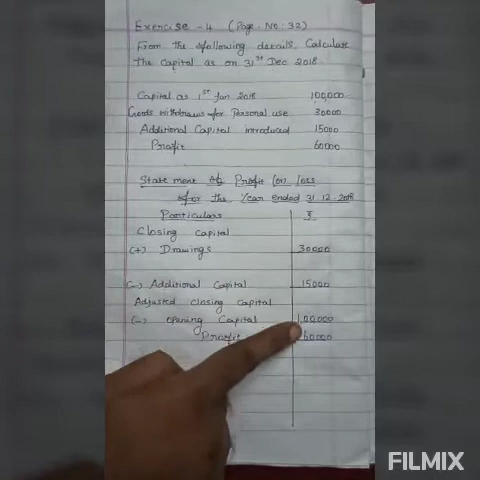 Exercise - 4 (Page. No: 32)
From the following details. Calculate
the Capital as on 31st Dec 2018.
Capital as 1st Jan 2018 1,00,000
Goods withdrawn for Personal use 30000
Additional Capital introduced 15000
Profit 60000
Statement of Profit (or) loss
for the Year ended 31.12.2018
Particulars ₹
Closing Capital
(+) Drawings 30000
(-) Additional Capital 15000
Adjusted closing Capital
(-) Opening Capital 1,00,000
Profit 60000
FILMIX